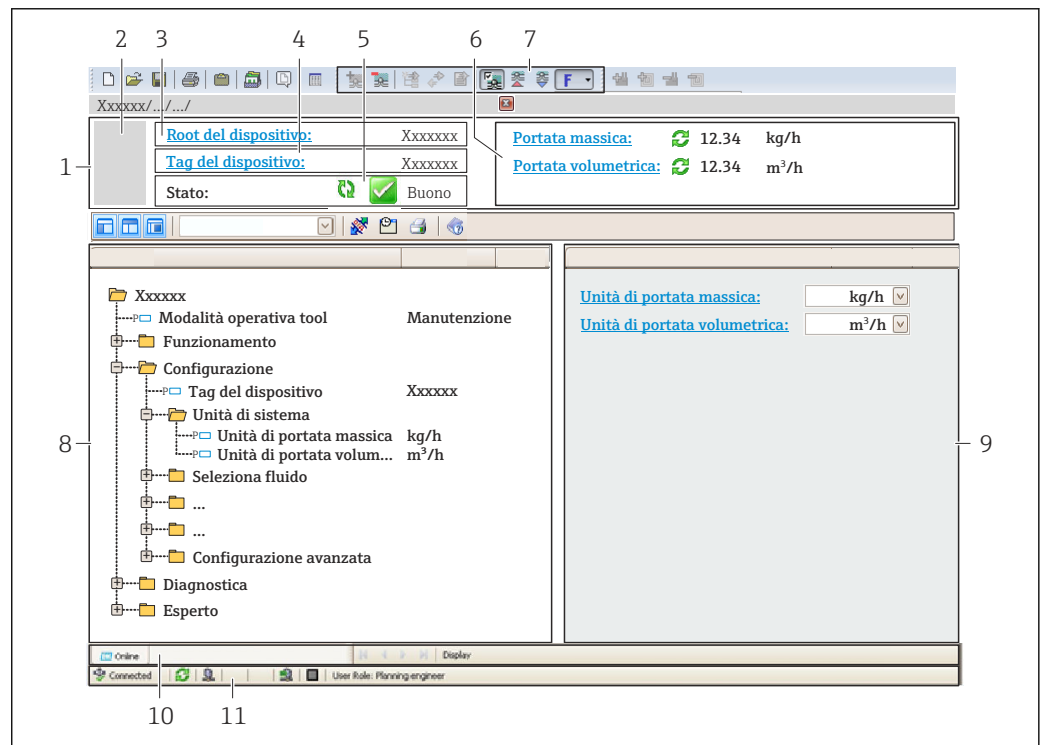 2 3 4 5 6 7
F
Xxxxxx/.../.../
1
Root del dispositivo: Xxxxxxx
Tag del dispositivo: Xxxxxxx
Stato: Buono
Portata massica: 12.34 kg/h
Portata volumetrica: 12.34 m³/h
8
Xxxxxx
P Modalità operativa tool Manutenzione
Funzionamento
Configurazione
P Tag del dispositivo Xxxxxx
Unità di sistema
P Unità di portata massica kg/h
P Unità di portata volum... m³/h
Seleziona fluido
...
...
Configurazione avanzata
Diagnostica
Esperto
Unità di portata massica: kg/h
Unità di portata volumetrica: m³/h
9
Online Display
Connected User Role: Planning engineer
10 11